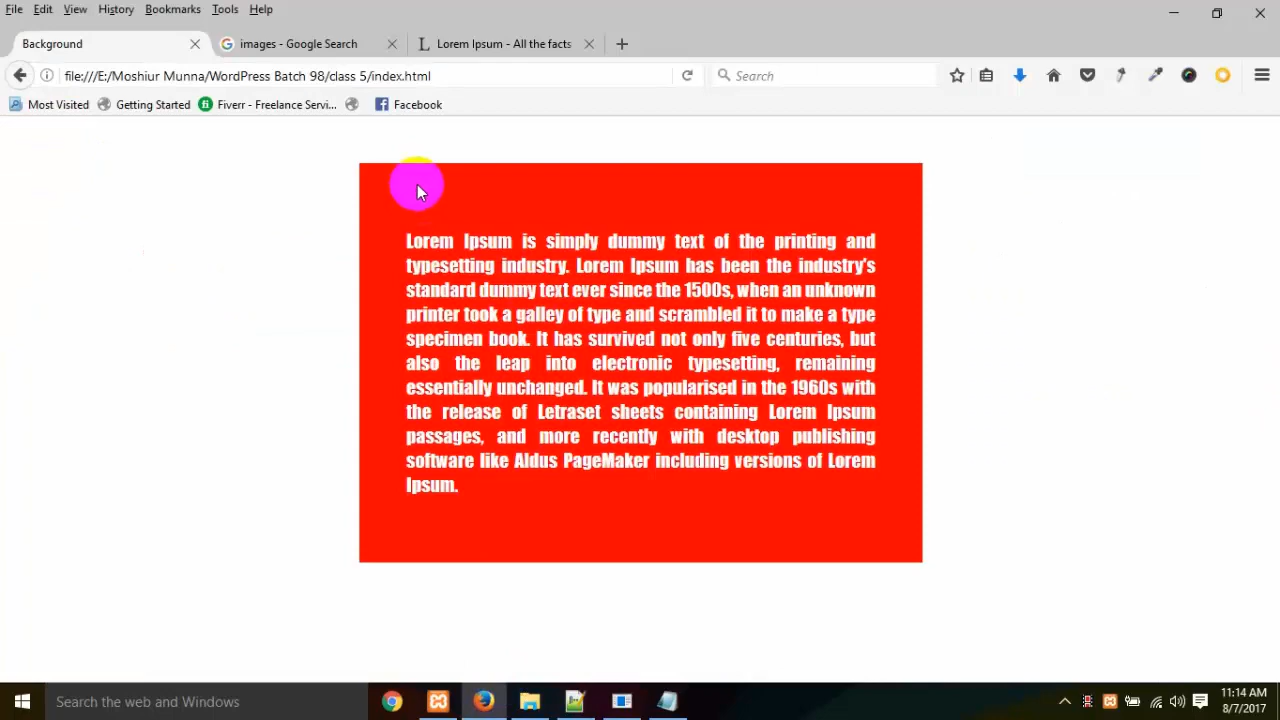 File Edit View History Bookmarks Tools Help
Background images - Google Search Lorem Ipsum - All the facts
file:///E:/Moshiur Munna/WordPress Batch 98/class 5/index.html Search
Most Visited Getting Started Fiverr - Freelance Servi... Facebook
Lorem Ipsum is simply dummy text of the printing and
typesetting industry. Lorem Ipsum has been the industry's
standard dummy text ever since the 1500s, when an unknown
printer took a galley of type and scrambled it to make a type
specimen book. It has survived not only five centuries, but
also the leap into electronic typesetting, remaining
essentially unchanged. It was popularised in the 1960s with
the release of Letraset sheets containing Lorem Ipsum
passages, and more recently with desktop publishing
software like Aldus PageMaker including versions of Lorem
Ipsum.
Search the web and Windows
11:14 AM
8/7/2017